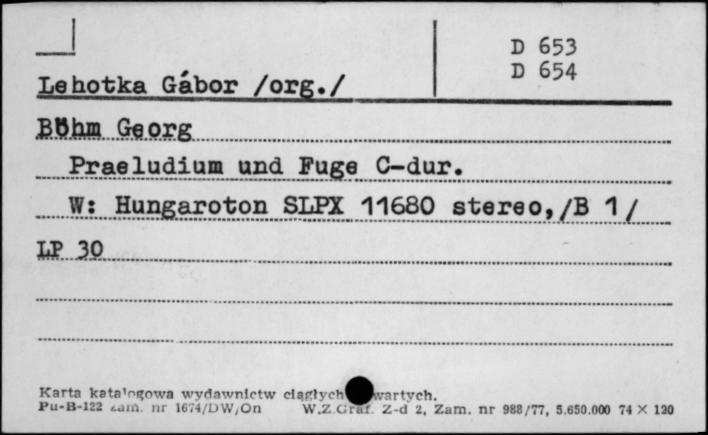 D 653
D 654
Lehotka Gábor /org./
Böhm Georg
Praeludium und Fuge C-dur.
W: Hungaroton SLPX 11680 stereo,/B 1/
LP 30
Karta katalogowa wydawnictw ciągłych wartych.
Pu-B-122 zam. nr 1674/DW/On W.Z.Graf. Z-d 2, Zam. nr 988/77, 5.650.000 74 X 120